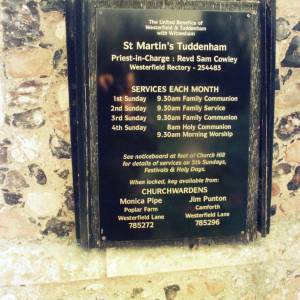 The United Benefice of
Westerfield & Tuddenham
with Witnesham
St Martin's Tuddenham
Priest-in-Charge : Revd Sam Cowley
Westerfield Rectory - 254483
SERVICES EACH MONTH
1st Sunday 9.30am Family Communion
2nd Sunday 9.30am Family Service
3rd Sunday 9.30am Family Communion
4th Sunday 8am Holy Communion
9.30am Morning Worship
See noticeboard at foot of Church Hill
for details of services on 5th Sundays,
Festivals & Holy Days.
When locked, key available from:
CHURCHWARDENS
Monica Pipe Jim Punton
Poplar Farm Camforth
Westerfield Lane Westerfield Lane
785272 785296